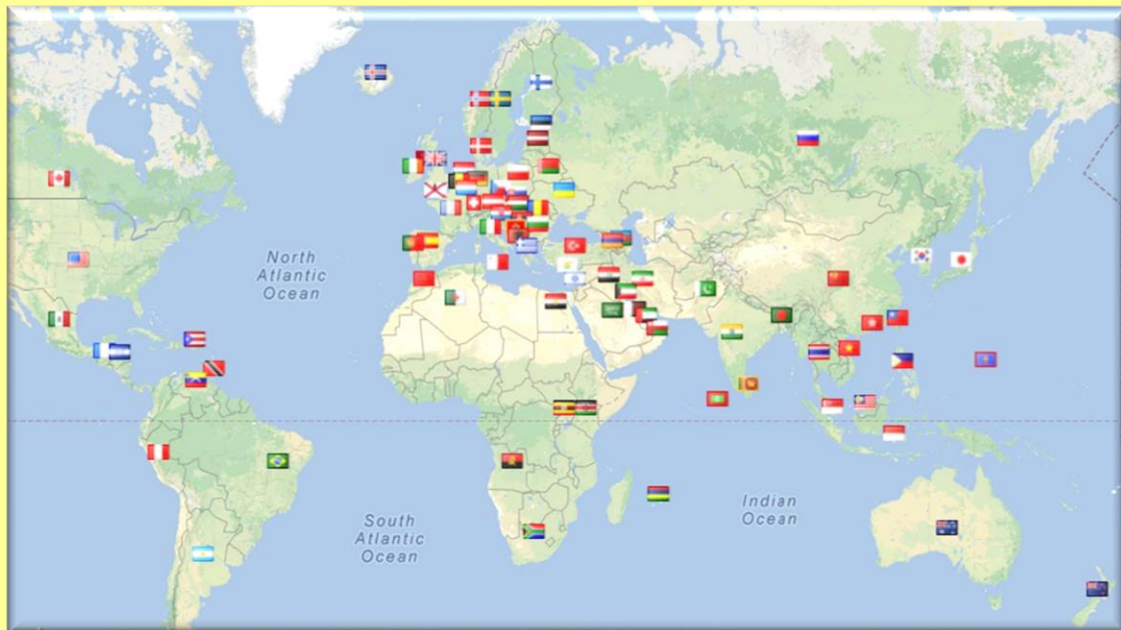 North
Atlantic
Ocean
South
Atlantic
Ocean
Indian
Ocean